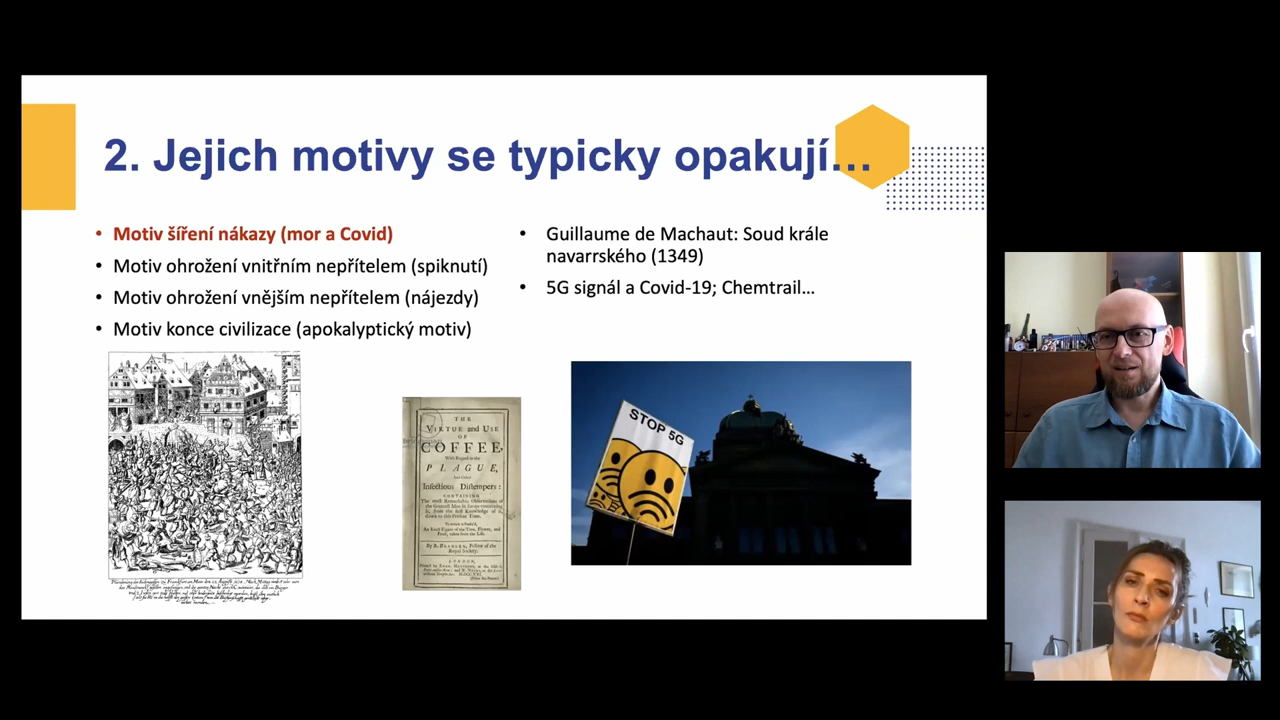 2. Jejich motivy se typicky opakují...
• Motiv šíření nákazy (mor a Covid)
• Motiv ohrožení vnitřním nepřítelem (spiknutí)
• Motiv ohrožení vnějším nepřítelem (nájezdy)
• Motiv konce civilizace (apokalyptický motiv)
• Guillaume de Machaut: Soud krále
navarrského (1349)
• 5G signál a Covid-19; Chemtrail...
THE
VIRTUE and USE
OF
COFFEE,
With Regard to the
PLAGUE,
And Other
Infectious Distempers:
CONTAINING
LONDON,
STOP 5G